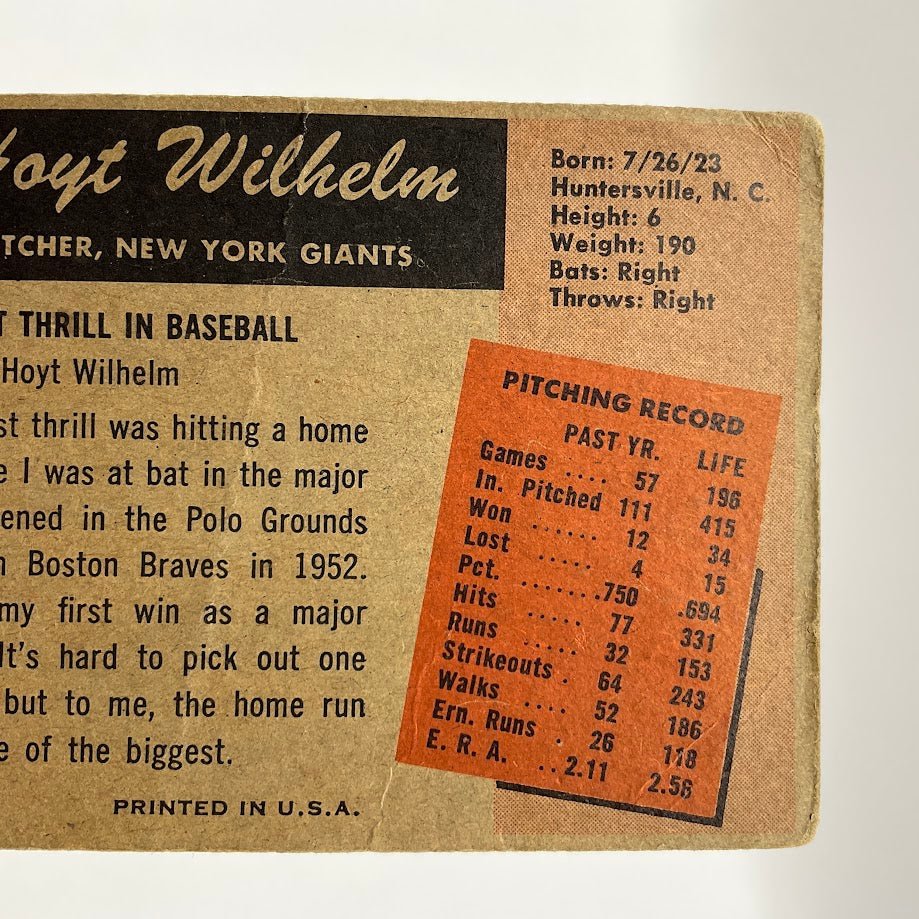 Hoyt Wilhelm
TCHER, NEW YORK GIANTS
T THRILL IN BASEBALL
Hoyt Wilhelm
st thrill was hitting a home
e I was at bat in the major
ened in the Polo Grounds
n Boston Braves in 1952.
my first win as a major
It's hard to pick out one
but to me, the home run
e of the biggest.
PRINTED IN U.S.A.
Born: 7/26/23
Huntersville, N. C.
Height: 6
Weight: 190
Bats: Right
Throws: Right
PITCHING RECORD
PAST YR. LIFE
Games .... 57 196
In. Pitched 111 415
Won ...... 12 34
Lost ...... 4 15
Pct. ....... .750 .694
Hits ..... 77 331
Runs ..... 32 153
Strikeouts . 64 243
Walks .... 52 186
Ern. Runs . 26 118
E. R. A. .. 2.11 2.56